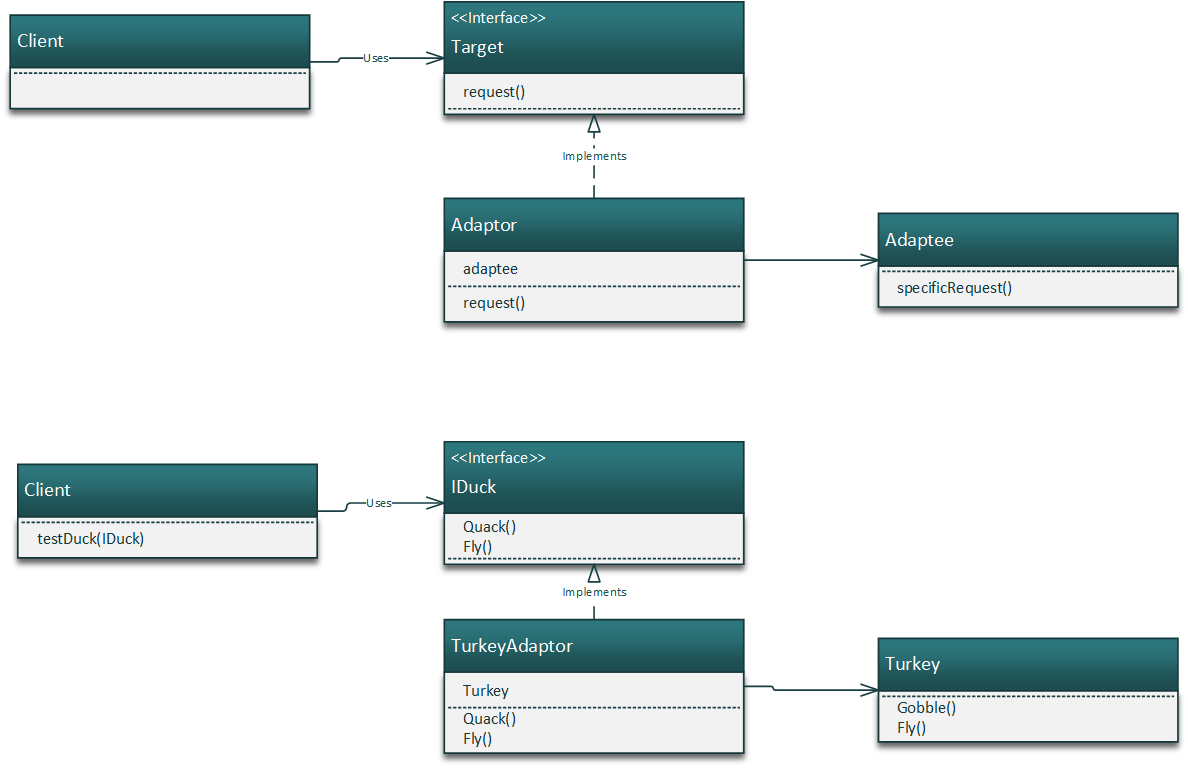 Client
<<Interface>>
Target
request()
Uses
Implements
Adaptor
adaptee
request()
Adaptee
specificRequest()
Client
testDuck(IDuck)
Uses
<<Interface>>
IDuck
Quack()
Fly()
Implements
TurkeyAdaptor
Turkey
Quack()
Fly()
Turkey
Gobble()
Fly()